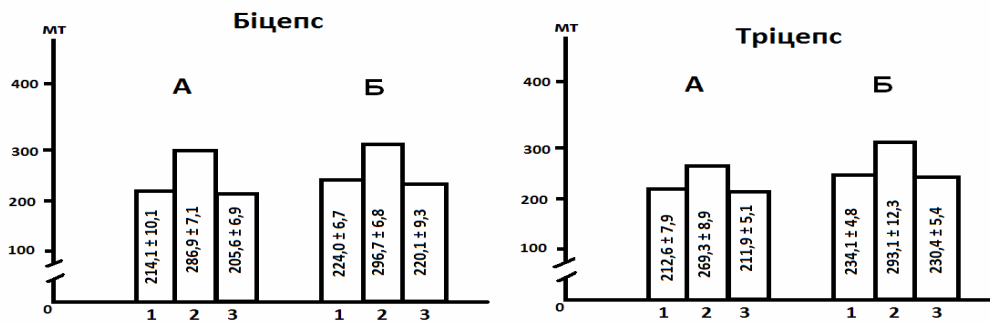 Біцепс
мт
400
300
200
100
0
А
Б
214,1 ± 10,1
286,9 ± 7,1
205,6 ± 6,9
224,0 ± 6,7
296,7 ± 6,8
220,1 ± 9,3
1 2 3
1 2 3
Тріцепс
мт
400
300
200
100
0
А
Б
212,6 ± 7,9
269,3 ± 8,9
211,9 ± 5,1
234,1 ± 4,8
293,1 ± 12,3
230,4 ± 5,4
1 2 3
1 2 3